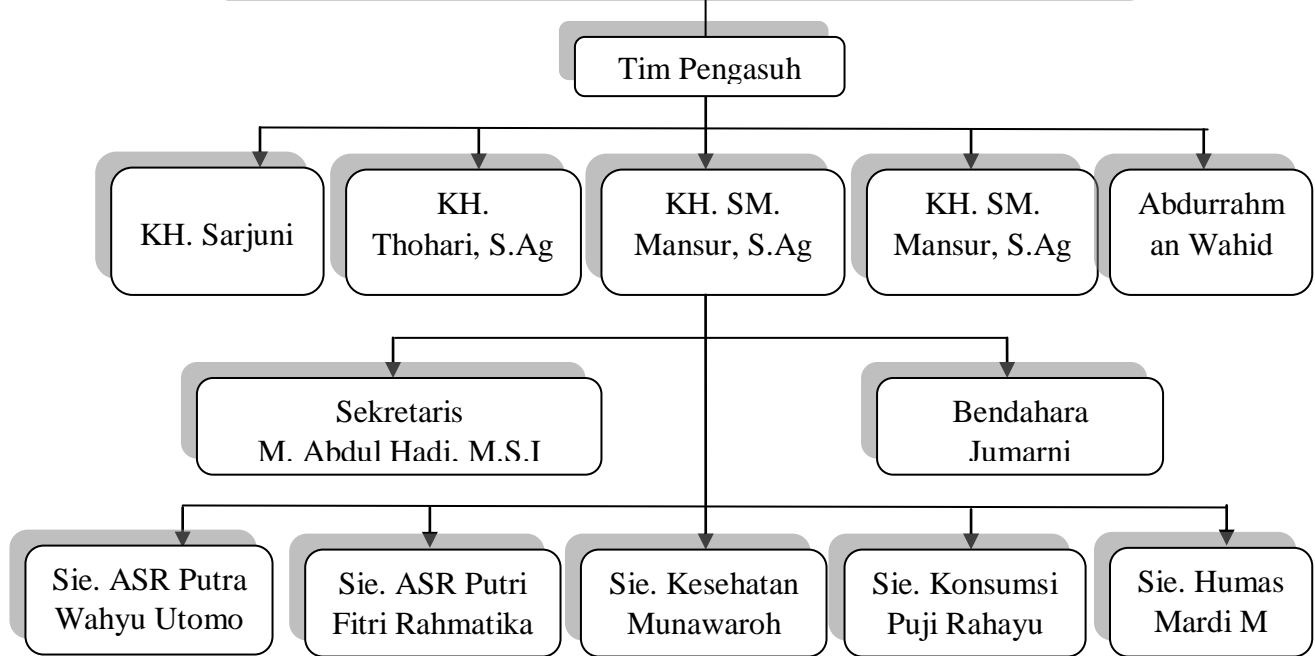 Tim Pengasuh
KH. Sarjuni
KH.
Thohari, S.Ag
KH. SM.
Mansur, S.Ag
KH. SM.
Mansur, S.Ag
Abdurrahm
an Wahid
Sekretaris
M. Abdul Hadi, M.S.I
Bendahara
Jumarni
Sie. ASR Putra
Wahyu Utomo
Sie. ASR Putri
Fitri Rahmatika
Sie. Kesehatan
Munawaroh
Sie. Konsumsi
Puji Rahayu
Sie. Humas
Mardi M